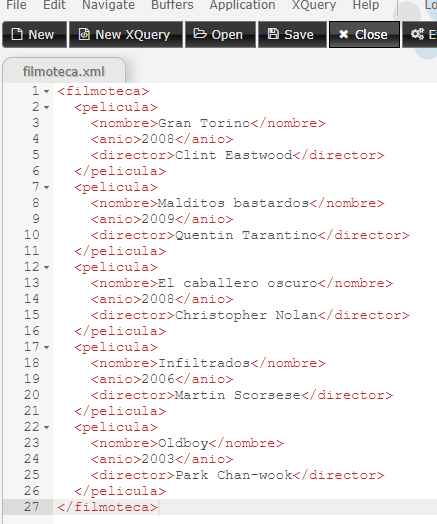 File Edit Navigate Buffers Application XQuery Help
New New XQuery Open Save Close
filmoteca.xml
1 <filmoteca>
2 <pelicula>
3 <nombre>Gran Torino</nombre>
4 <anio>2008</anio>
5 <director>Clint Eastwood</director>
6 </pelicula>
7 <pelicula>
8 <nombre>Malditos bastardos</nombre>
9 <anio>2009</anio>
10 <director>Quentin Tarantino</director>
11 </pelicula>
12 <pelicula>
13 <nombre>El caballero oscuro</nombre>
14 <anio>2008</anio>
15 <director>Christopher Nolan</director>
16 </pelicula>
17 <pelicula>
18 <nombre>Infiltrados</nombre>
19 <anio>2006</anio>
20 <director>Martin Scorsese</director>
21 </pelicula>
22 <pelicula>
23 <nombre>Oldboy</nombre>
24 <anio>2003</anio>
25 <director>Park Chan-wook</director>
26 </pelicula>
27 </filmoteca>